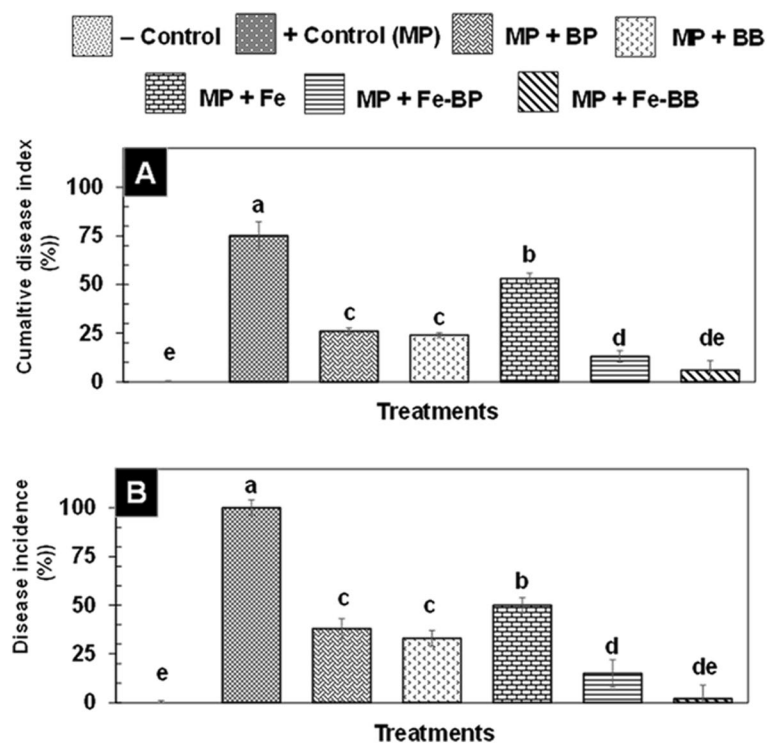 – Control + Control (MP) MP + BP MP + BB
MP + Fe MP + Fe-BP MP + Fe-BB
A
Cumaltive disease index
(%))
100
75
50
25
0
e
a
c
c
b
d
de
Treatments
B
Disease incidence
(%))
100
75
50
25
0
e
a
c
c
b
d
de
Treatments